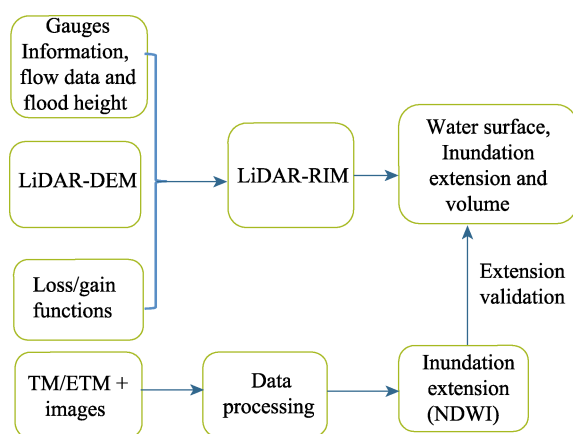 Gauges
Information,
flow data and
flood height
LiDAR-DEM
Loss/gain
functions
LiDAR-RIM
Water surface,
Inundation
extension and
volume
Extension
validation
TM/ETM +
images
Data
processing
Inundation
extension
(NDWI)